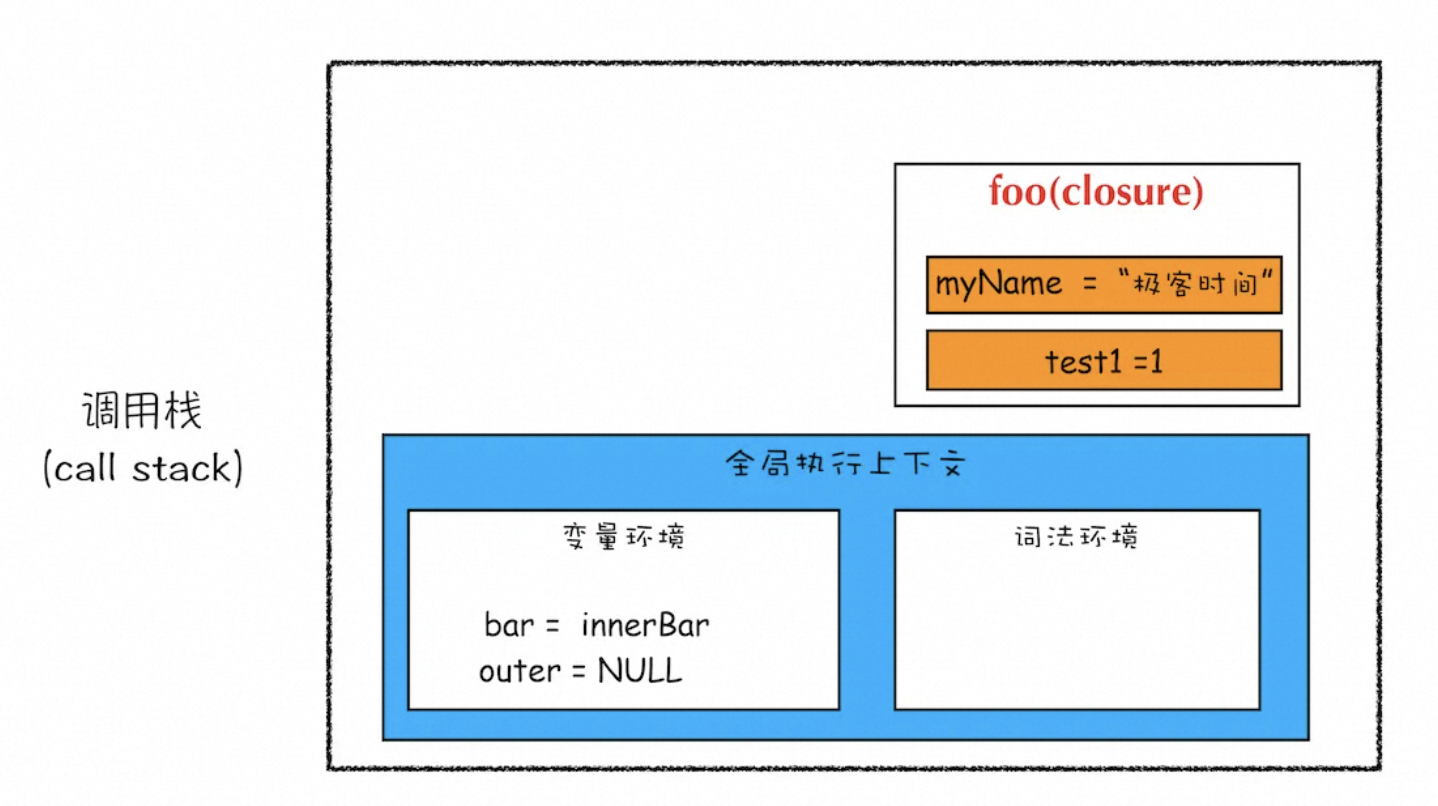 foo(closure)
myName = “极客时间”
test1 =1
调用栈
(call stack)
全局执行上下文
变量环境
bar = innerBar
outer = NULL
词法环境